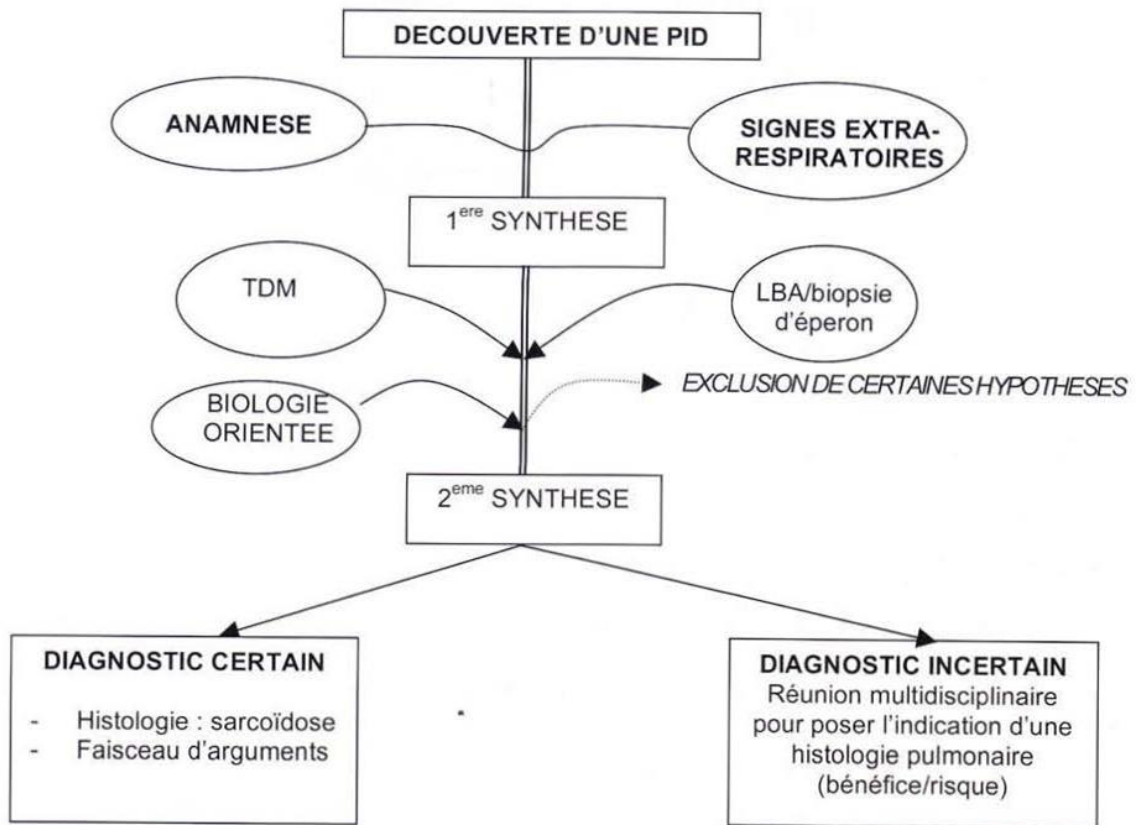 DECOUVERTE D'UNE PID
ANAMNESE
SIGNES EXTRA-
RESPIRATOIRES
1ere SYNTHESE
TDM
LBA/biopsie
d'éperon
EXCLUSION DE CERTAINES HYPOTHESES
BIOLOGIE
ORIENTEE
2eme SYNTHESE
DIAGNOSTIC CERTAIN
- Histologie : sarcoïdose
- Faisceau d'arguments
DIAGNOSTIC INCERTAIN
Réunion multidisciplinaire
pour poser l'indication d'une
histologie pulmonaire
(bénéfice/risque)